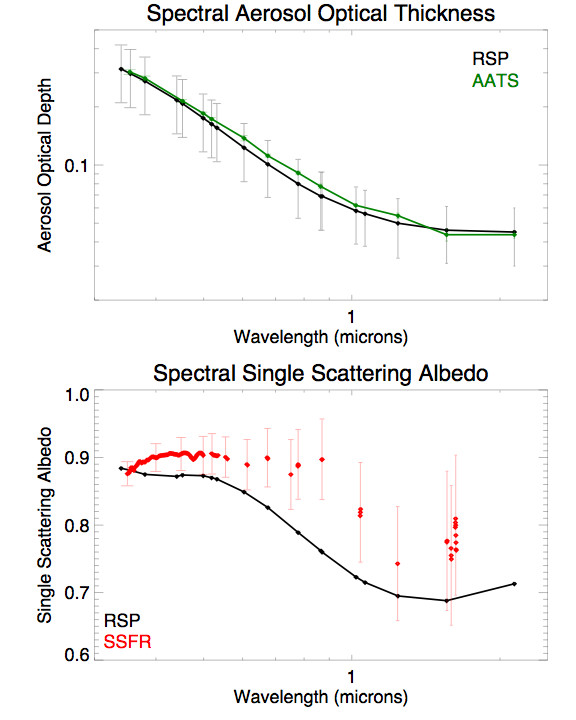 Spectral Aerosol Optical Thickness
RSP
AATS
Aerosol Optical Depth
0.1
1
Wavelength (microns)
Spectral Single Scattering Albedo
1.0
0.9
0.8
0.7
0.6
Single Scattering Albedo
RSP
SSFR
1
Wavelength (microns)